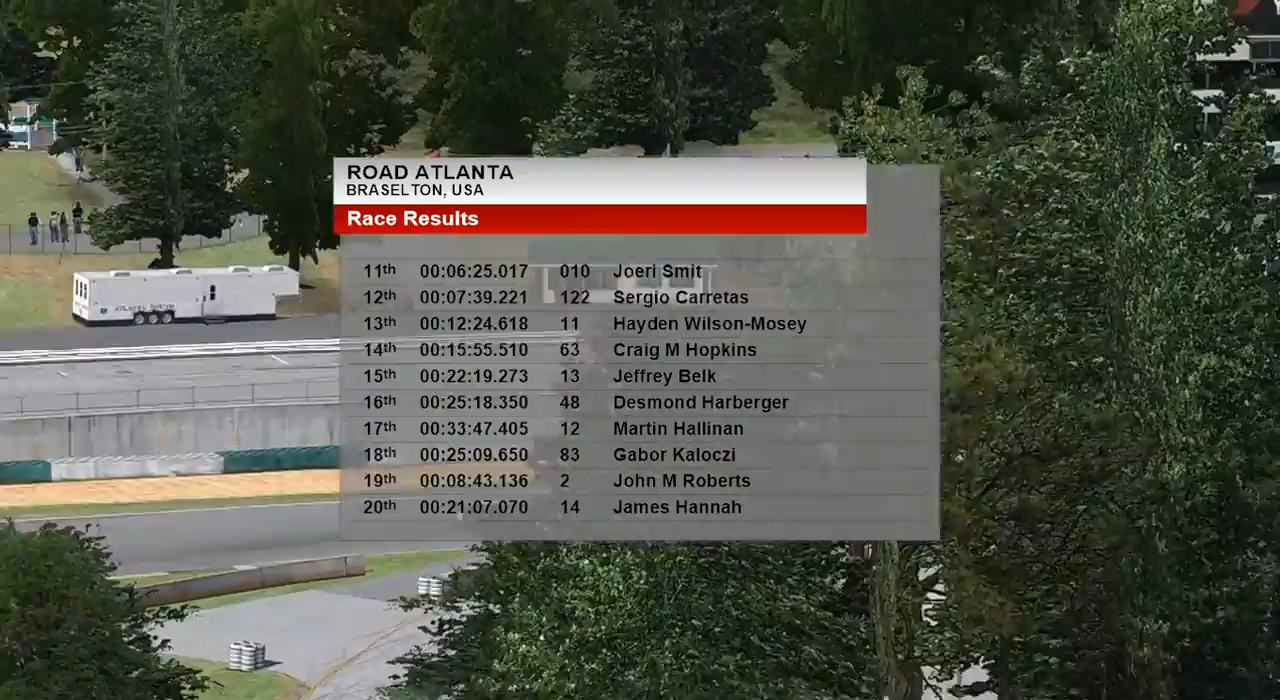 ROAD ATLANTA
BRASELTON, USA
Race Results
11th 00:06:25.017 010 Joeri Smit
12th 00:07:39.221 122 Sergio Carretas
13th 00:12:24.618 11 Hayden Wilson-Mosey
14th 00:15:55.510 63 Craig M Hopkins
15th 00:22:19.273 13 Jeffrey Belk
16th 00:25:18.350 48 Desmond Harberger
17th 00:33:47.405 12 Martin Hallinan
18th 00:25:09.650 83 Gabor Kaloczi
19th 00:08:43.136 2 John M Roberts
20th 00:21:07.070 14 James Hannah